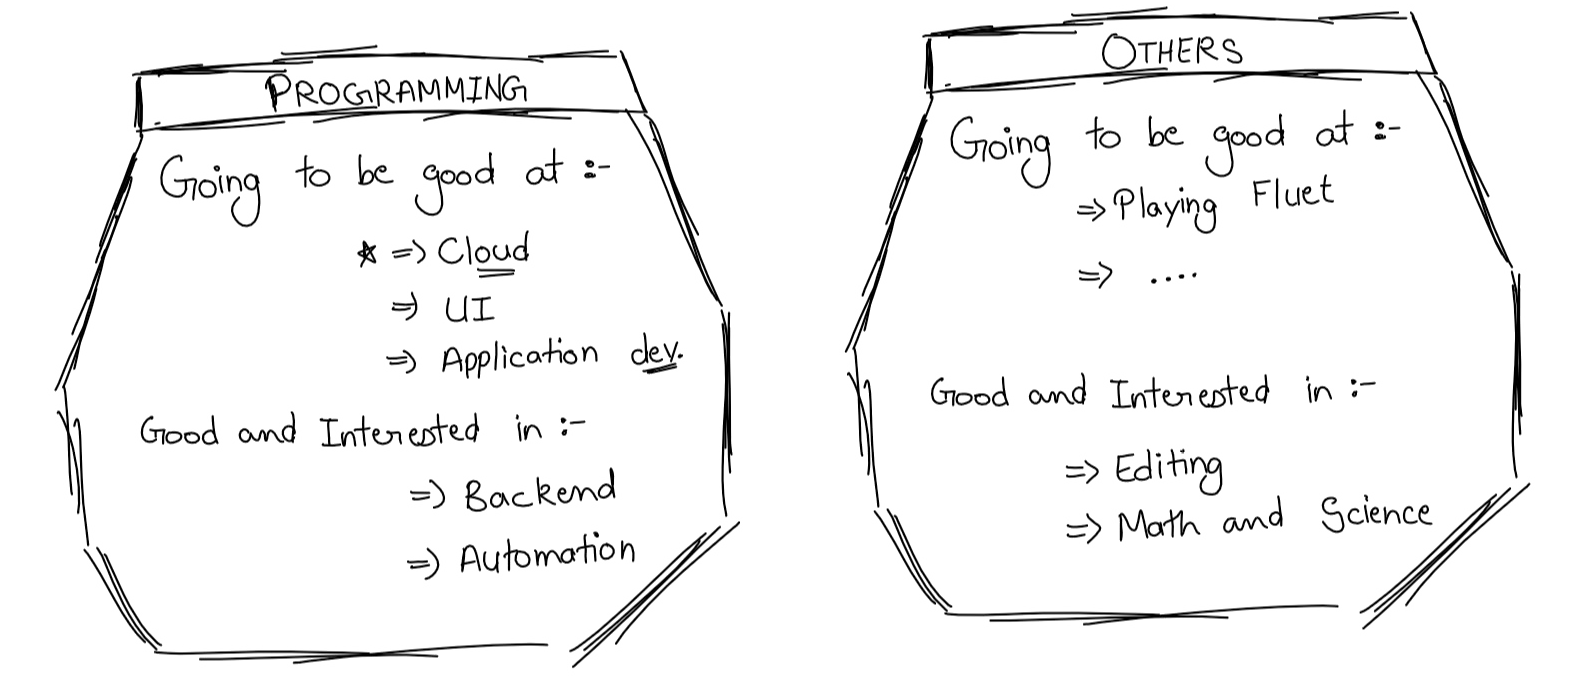 PROGRAMMING
Going to be good at :-
* => Cloud
=> UI
=> Application dev.
Good and Interested in :-
=> Backend
=> Automation
OTHERS
Going to be good at :-
=> Playing Fluet
=> ....
Good and Interested in :-
=> Editing
=> Math and Science